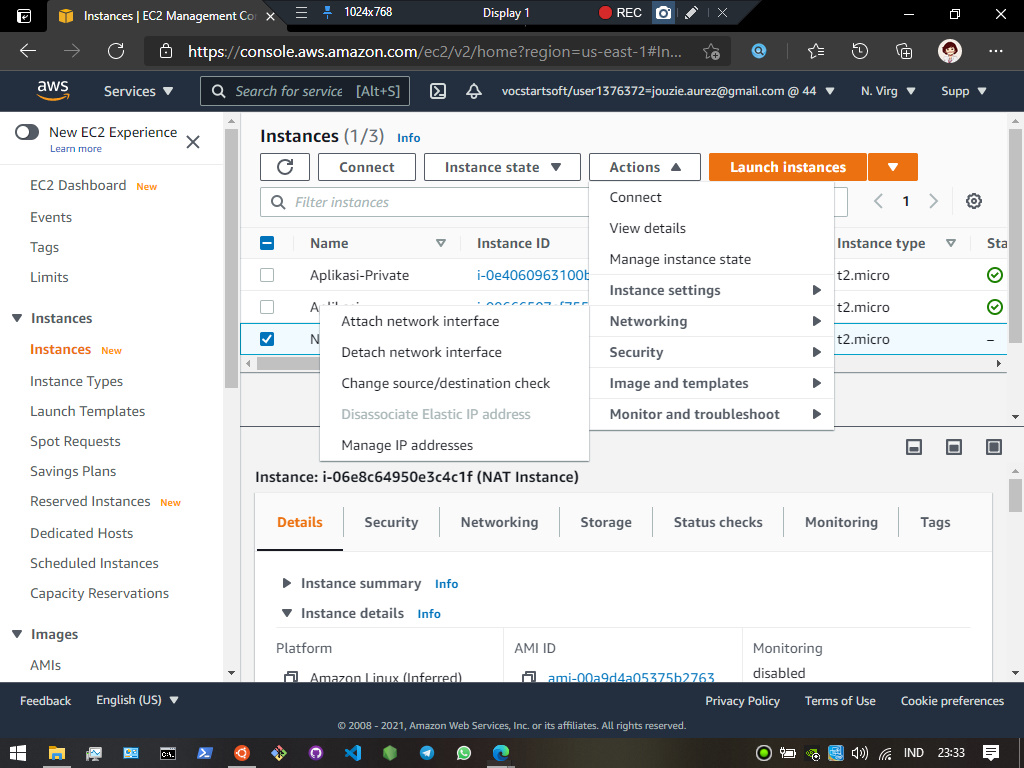 Instances | EC2 Management Co
1024x768
Display 1
REC
https://console.aws.amazon.com/ec2/v2/home?region=us-east-1#In...
aws
Services
Search for service
[Alt+S]
vocstartsoft/user1376372=jouzie.aurez@gmail.com @ 44
N. Virg
Supp
New EC2 Experience
Learn more
EC2 Dashboard New
Events
Tags
Limits
Instances
Instances New
Instance Types
Launch Templates
Spot Requests
Savings Plans
Reserved Instances New
Dedicated Hosts
Scheduled Instances
Capacity Reservations
Images
AMIs
Instances (1/3) Info
Connect
Instance state
Actions
Launch instances
Filter instances
1
Name
Instance ID
Instance type
Sta
Aplikasi-Private
i-0e4060963100b
t2.micro
t2.micro
N
t2.micro
–
Connect
View details
Manage instance state
Instance settings
Networking
Security
Image and templates
Monitor and troubleshoot
Attach network interface
Detach network interface
Change source/destination check
Disassociate Elastic IP address
Manage IP addresses
Instance: i-06e8c64950e3c4c1f (NAT Instance)
Details
Security
Networking
Storage
Status checks
Monitoring
Tags
Instance summary Info
Instance details Info
Platform
AMI ID
Monitoring
Amazon Linux (Inferred)
ami-00a9d4a05375b2763
disabled
Feedback
English (US)
Privacy Policy
Terms of Use
Cookie preferences
© 2008 - 2021, Amazon Web Services, Inc. or its affiliates. All rights reserved.
IND
23:33